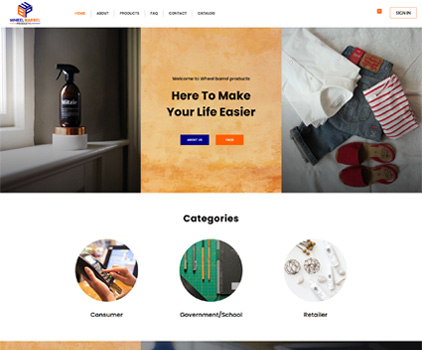 HOME ABOUT PRODUCTS FAQ CONTACT CATALOG
SIGN IN
WHEEL BARREL
PRODUCTS
Welcome to Wheel barrel products
Here To Make
Your Life Easier
ABOUT US
FAQS
Categories
Consumer
Government/School
Retailer